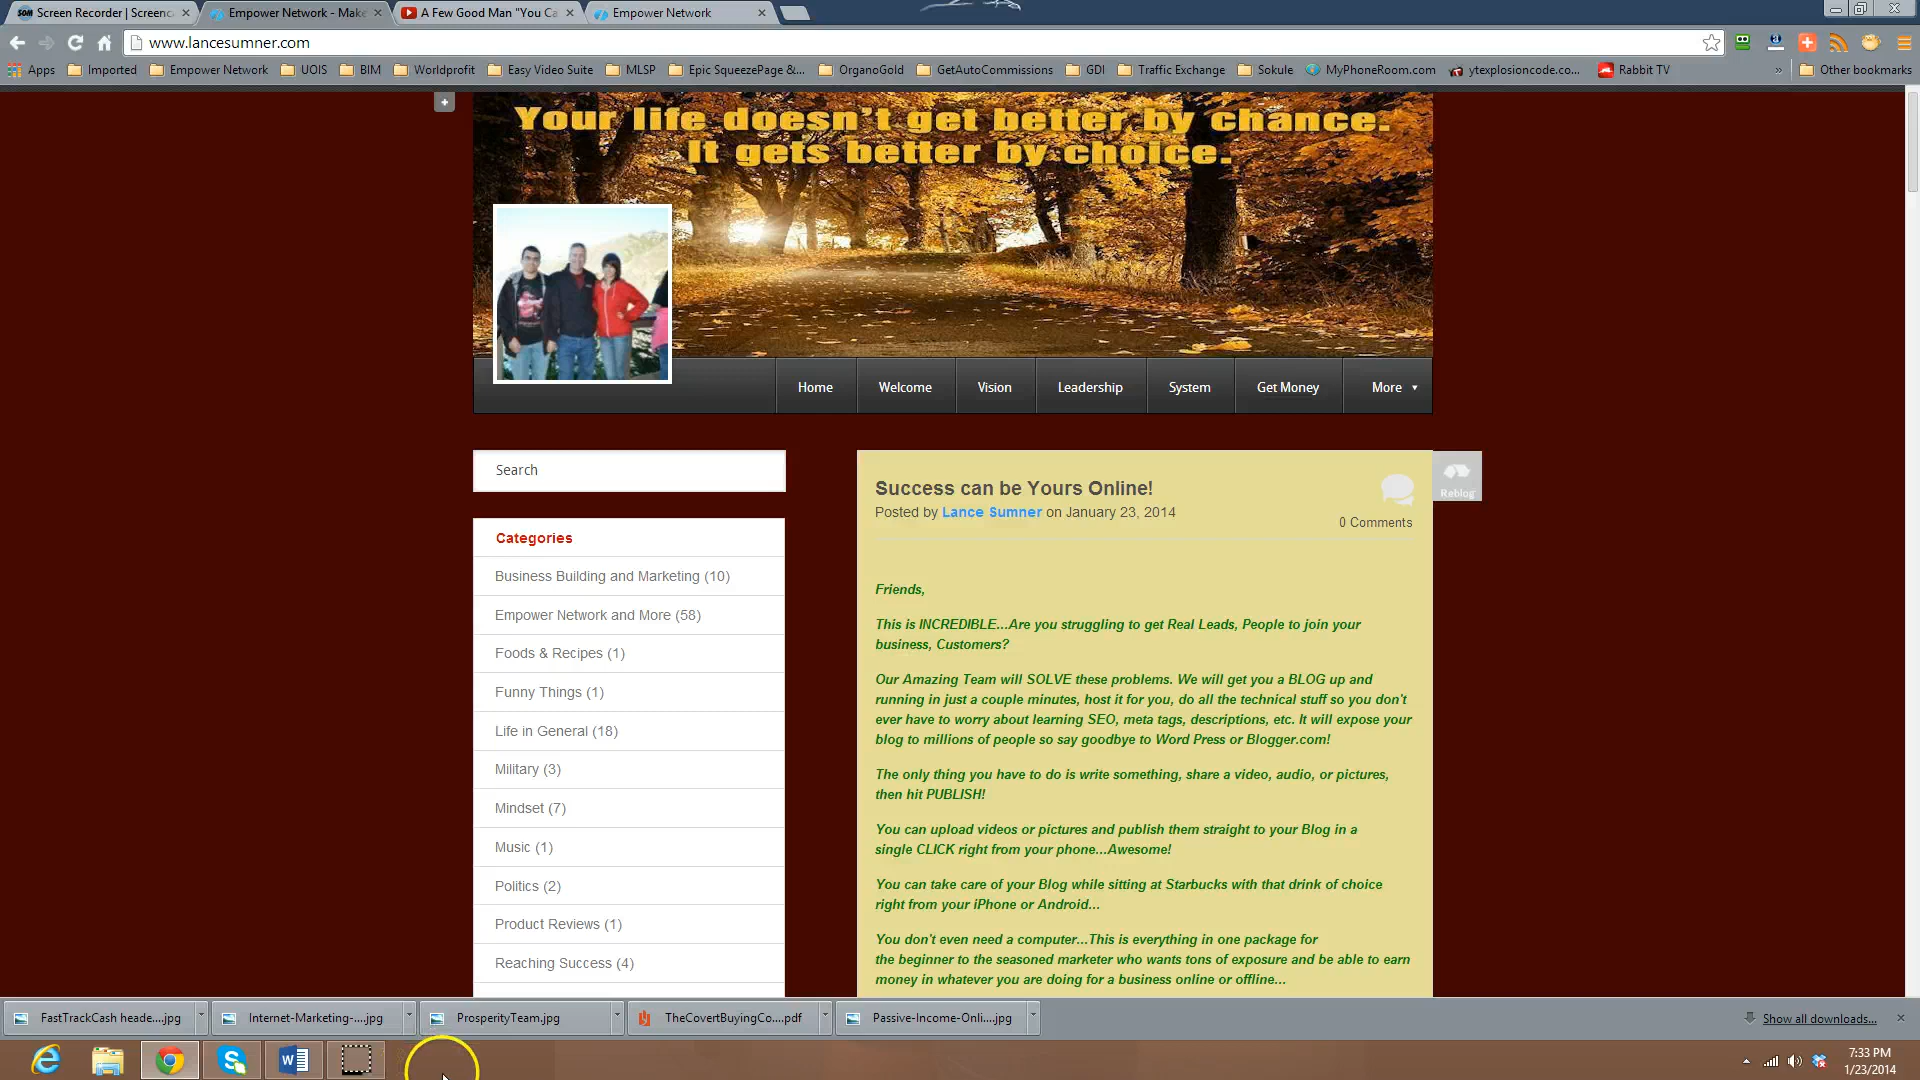 Screen Recorder | Screenc
Empower Network - Make
A Few Good Man "You Ca
Empower Network
www.lancesumner.com
Apps
Imported
Empower Network
UOIS
BIM
Worldprofit
Easy Video Suite
MLSP
Epic SqueezePage &...
OrganoGold
GetAutoCommissions
GDI
Traffic Exchange
Sokule
MyPhoneRoom.com
ytexplosioncode.co...
Rabbit TV
»
Other bookmarks
Your life doesn't get better by chance.
It gets better by choice.
Home
Welcome
Vision
Leadership
System
Get Money
More
Search
Categories
Business Building and Marketing (10)
Empower Network and More (58)
Foods & Recipes (1)
Funny Things (1)
Life in General (18)
Military (3)
Mindset (7)
Music (1)
Politics (2)
Product Reviews (1)
Reaching Success (4)
Success can be Yours Online!
Posted by Lance Sumner on January 23, 2014
0 Comments
Reblog
Friends,
This is INCREDIBLE...Are you struggling to get Real Leads, People to join your
business, Customers?
Our Amazing Team will SOLVE these problems. We will get you a BLOG up and
running in just a couple minutes, host it for you, do all the technical stuff so you don't
ever have to worry about learning SEO, meta tags, descriptions, etc. It will expose your
blog to millions of people so say goodbye to Word Press or Blogger.com!
The only thing you have to do is write something, share a video, audio, or pictures,
then hit PUBLISH!
You can upload videos or pictures and publish them straight to your Blog in a
single CLICK right from your phone...Awesome!
You can take care of your Blog while sitting at Starbucks with that drink of choice
right from your iPhone or Android...
You don't even need a computer...This is everything in one package for
the beginner to the seasoned marketer who wants tons of exposure and be able to earn
money in whatever you are doing for a business online or offline...
FastTrackCash heade....jpg
Internet-Marketing-....jpg
ProsperityTeam.jpg
TheCovertBuyingCo....pdf
Passive-Income-Onli....jpg
Show all downloads...
7:33 PM
1/23/2014